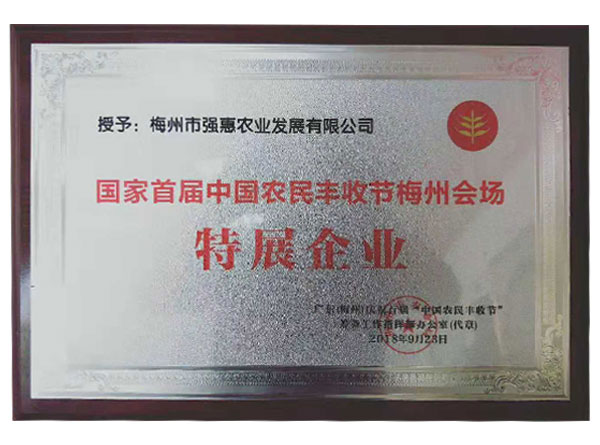 授予：梅州市强惠农业发展有限公司
国家首届中国农民丰收节梅州会场
特展企业
广东(梅州)庆祝首届“中国农民丰收节”
筹备工作指挥部办公室(代章)
2018年9月23日